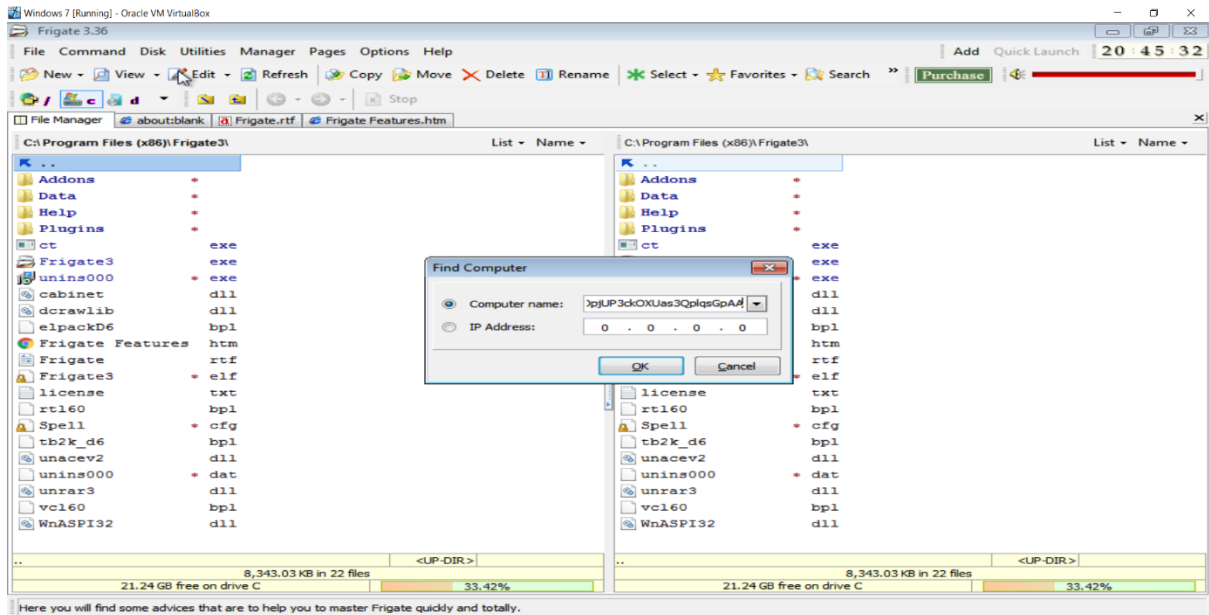 Windows 7 [Running] - Oracle VM VirtualBox
Frigate 3.36
File Command Disk Utilities Manager Pages Options Help Add Quick Launch 20:45:32
New View Edit Refresh Copy Move Delete Rename Select Favorites Search » Purchase
/ c d Stop
File Manager about:blank Frigate.rtf Frigate Features.htm
C:\Program Files (x86)\Frigate3\ List Name C:\Program Files (x86)\Frigate3\ List Name
.. ..
Addons * Addons *
Data * Data *
Help * Help *
Plugins * Plugins *
ct exe ct exe
Frigate3 exe exe
unins000 * exe * exe
cabinet dll dll
dcrawlib dll dll
elpackD6 bpl bpl
Frigate Features htm htm
Frigate rtf rtf
Frigate3 * elf * elf
license txt license txt
rtl60 bpl rtl60 bpl
Spell * cfg Spell * cfg
tb2k_d6 bpl tb2k_d6 bpl
unacev2 dll unacev2 dll
unins000 * dat unins000 * dat
unrar3 dll unrar3 dll
vcl60 bpl vcl60 bpl
WnASPI32 dll WnASPI32 dll
Find Computer
Computer name:
IP Address: 0 . 0 . 0 . 0
OK Cancel
.. <UP-DIR> .. <UP-DIR>
8,343.03 KB in 22 files 8,343.03 KB in 22 files
21.24 GB free on drive C 33.42% 21.24 GB free on drive C 33.42%
Here you will find some advices that are to help you to master Frigate quickly and totally.